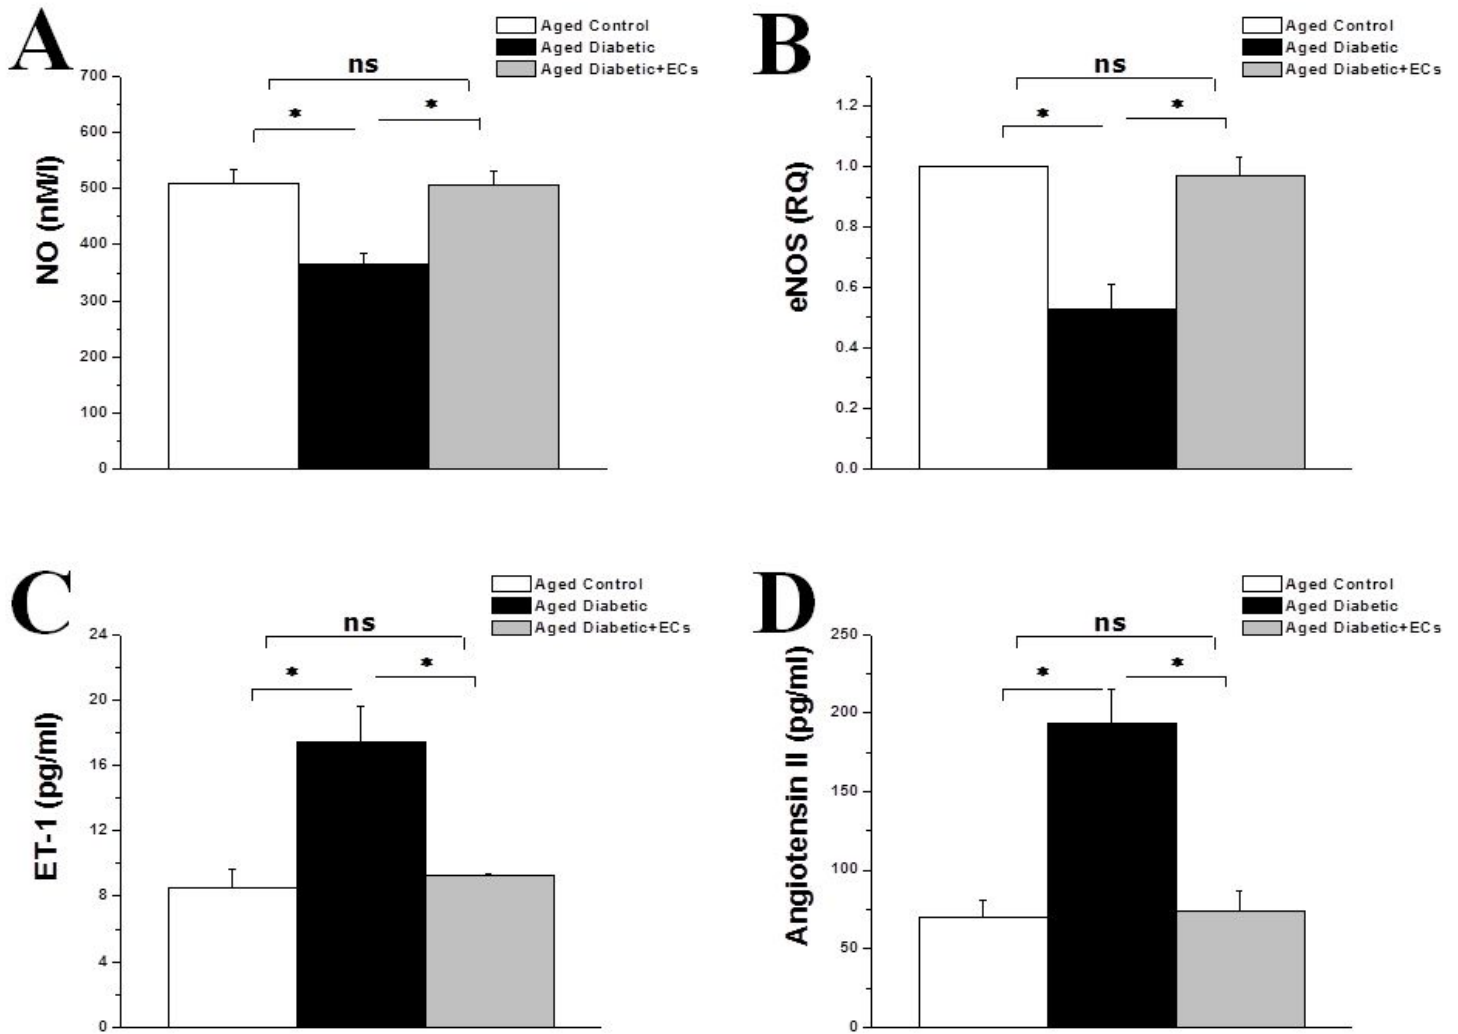 A
Aged Control
Aged Diabetic
Aged Diabetic+ECs
ns
*
*
NO (nM/l)
700
600
500
400
300
200
100
0
B
Aged Control
Aged Diabetic
Aged Diabetic+ECs
ns
*
*
eNOS (RQ)
1.2
1.0
0.8
0.6
0.4
0.2
0.0
C
Aged Control
Aged Diabetic
Aged Diabetic+ECs
ns
*
*
ET-1 (pg/ml)
24
20
16
12
8
4
0
D
Aged Control
Aged Diabetic
Aged Diabetic+ECs
ns
*
*
Angiotensin II (pg/ml)
250
200
150
100
50
0